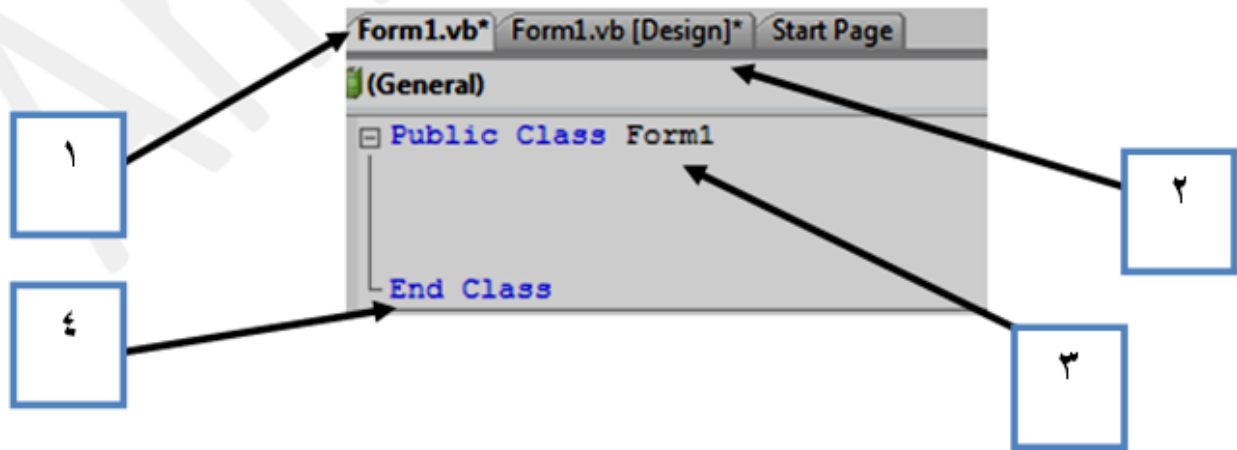 Form1.vb* Form1.vb [Design]* Start Page
(General)
Public Class Form1
١
٢
End Class
٤
٣